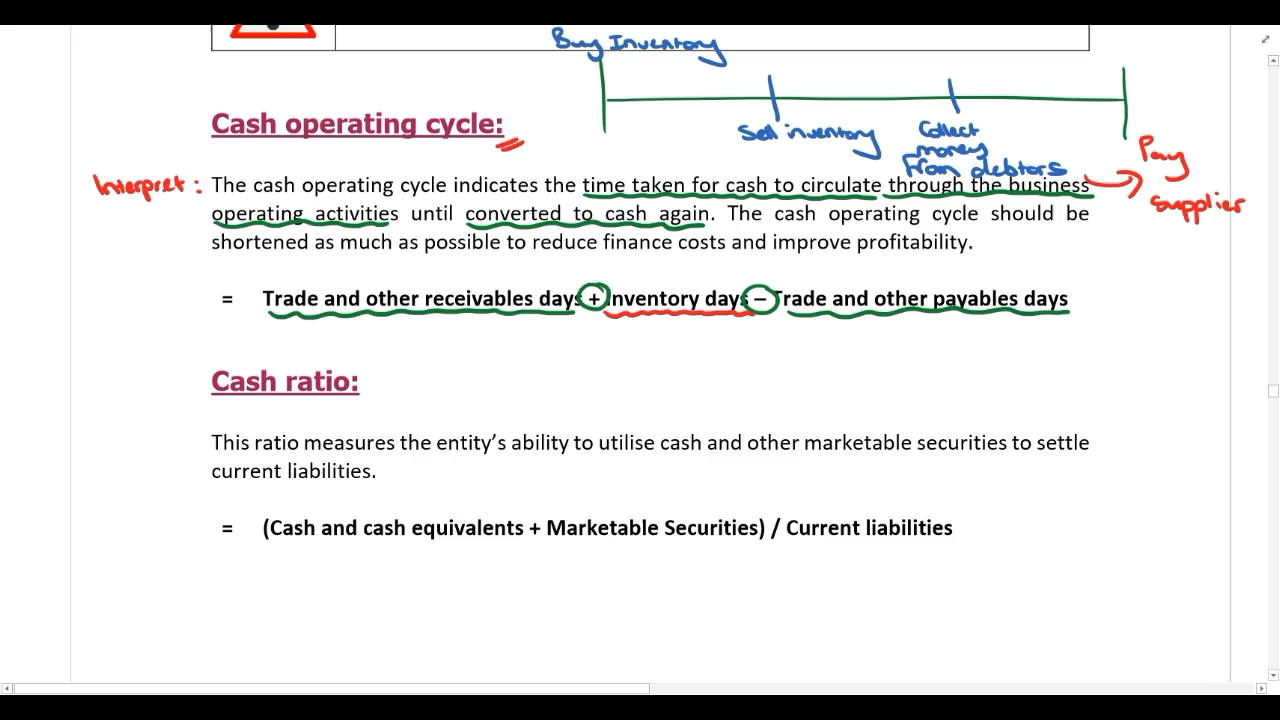 Buy Inventory
Cash operating cycle:
Sell inventory
Collect
money
From debtors
Pay
Supplier
Interpret :
The cash operating cycle indicates the time taken for cash to circulate through the business
operating activities until converted to cash again. The cash operating cycle should be
shortened as much as possible to reduce finance costs and improve profitability.
= Trade and other receivables days + Inventory days – Trade and other payables days
Cash ratio:
This ratio measures the entity’s ability to utilise cash and other marketable securities to settle
current liabilities.
= (Cash and cash equivalents + Marketable Securities) / Current liabilities